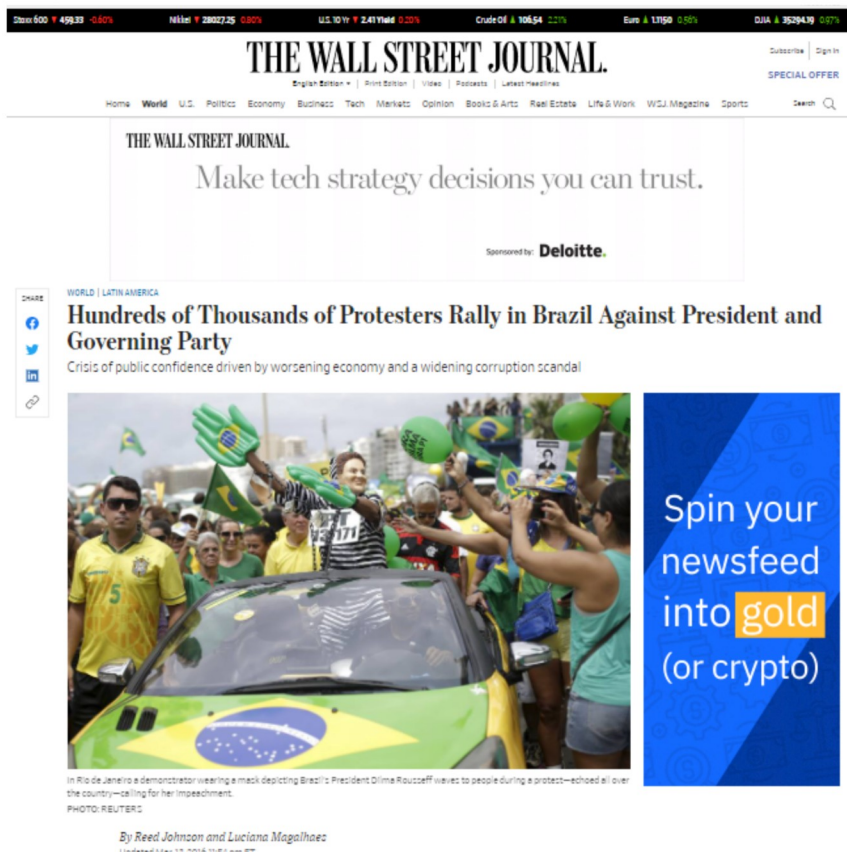 Stoxx 600 ▼ 459.33 -0.60%
Nikkei ▼ 28027.25 0.80%
U.S. 10 Yr ▼ 2.41 Yield 0.20%
Crude Oil ▲ 106.54 2.21%
Euro ▲ 1.1150 0.56%
DJIA ▲ 35294.19 0.97%
THE WALL STREET JOURNAL.
Subscribe | Sign In
SPECIAL OFFER
English Edition | Print Edition | Video | Podcasts | Latest Headlines
Home World U.S. Politics Economy Business Tech Markets Opinion Books & Arts Real Estate Life & Work WSJ. Magazine Sports
Search
THE WALL STREET JOURNAL.
Make tech strategy decisions you can trust.
Sponsored by: Deloitte.
SHARE
WORLD | LATIN AMERICA
Hundreds of Thousands of Protesters Rally in Brazil Against President and
Governing Party
Crisis of public confidence driven by worsening economy and a widening corruption scandal
5
Spin your
newsfeed
into gold
(or crypto)
In Rio de Janeiro a demonstrator wearing a mask depicting Brazil's President Dilma Rousseff waves to people during a protest—echoed all over
the country—calling for her impeachment.
PHOTO: REUTERS
By Reed Johnson and Luciana Magalhaes